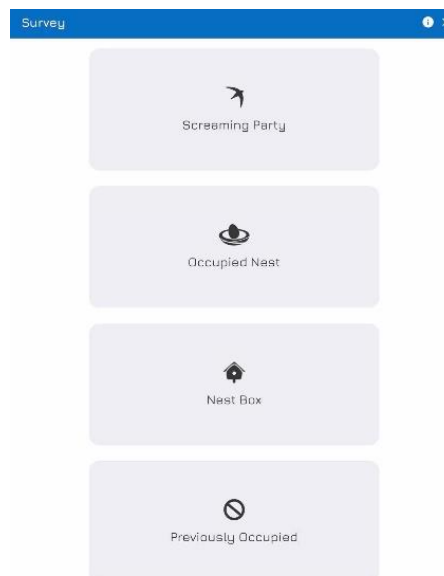 Survey
Screaming Party
Occupied Nest
Nest Box
Previously Occupied